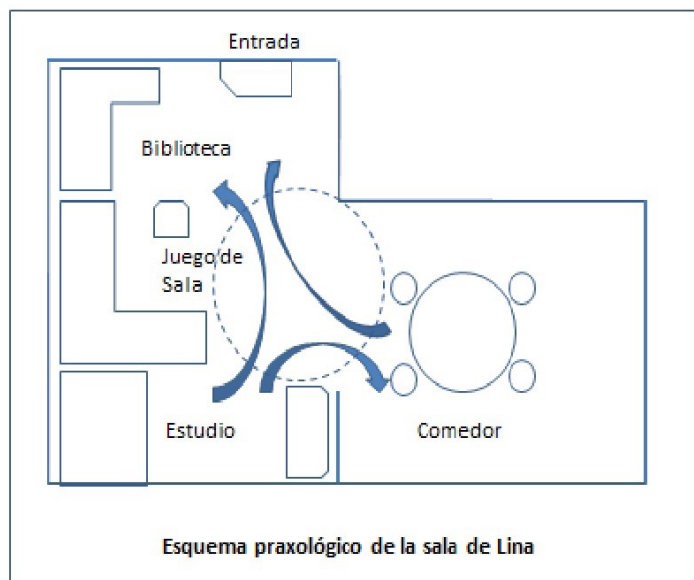 Entrada
Biblioteca
Juego de
Sala
Estudio
Comedor
Esquema praxológico de la sala de Lina